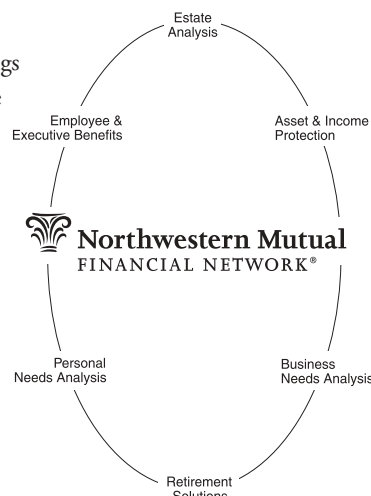 Estate
Analysis
gs
Employee &
Executive Benefits
Asset & Income
Protection
Northwestern Mutual
FINANCIAL NETWORK®
Personal
Needs Analysis
Business
Needs Analysis
Retirement
Solutions